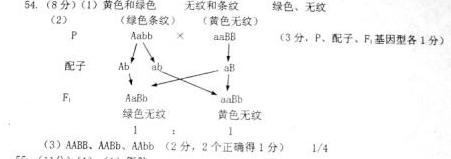 54. (8分) (1) 黄色和绿色 无纹和条纹 绿色、无纹
(2) (绿色条纹) (黄色无纹)
P Aabb × aaBB (3分，P、配子、F₁基因型各1分)
配子 Ab ab aB
F₁ AaBb aaBb
绿色无纹 黄色无纹
1 : 1
(3) AABB、AABb、AAbb (2分，2个正确得1分) 1/4